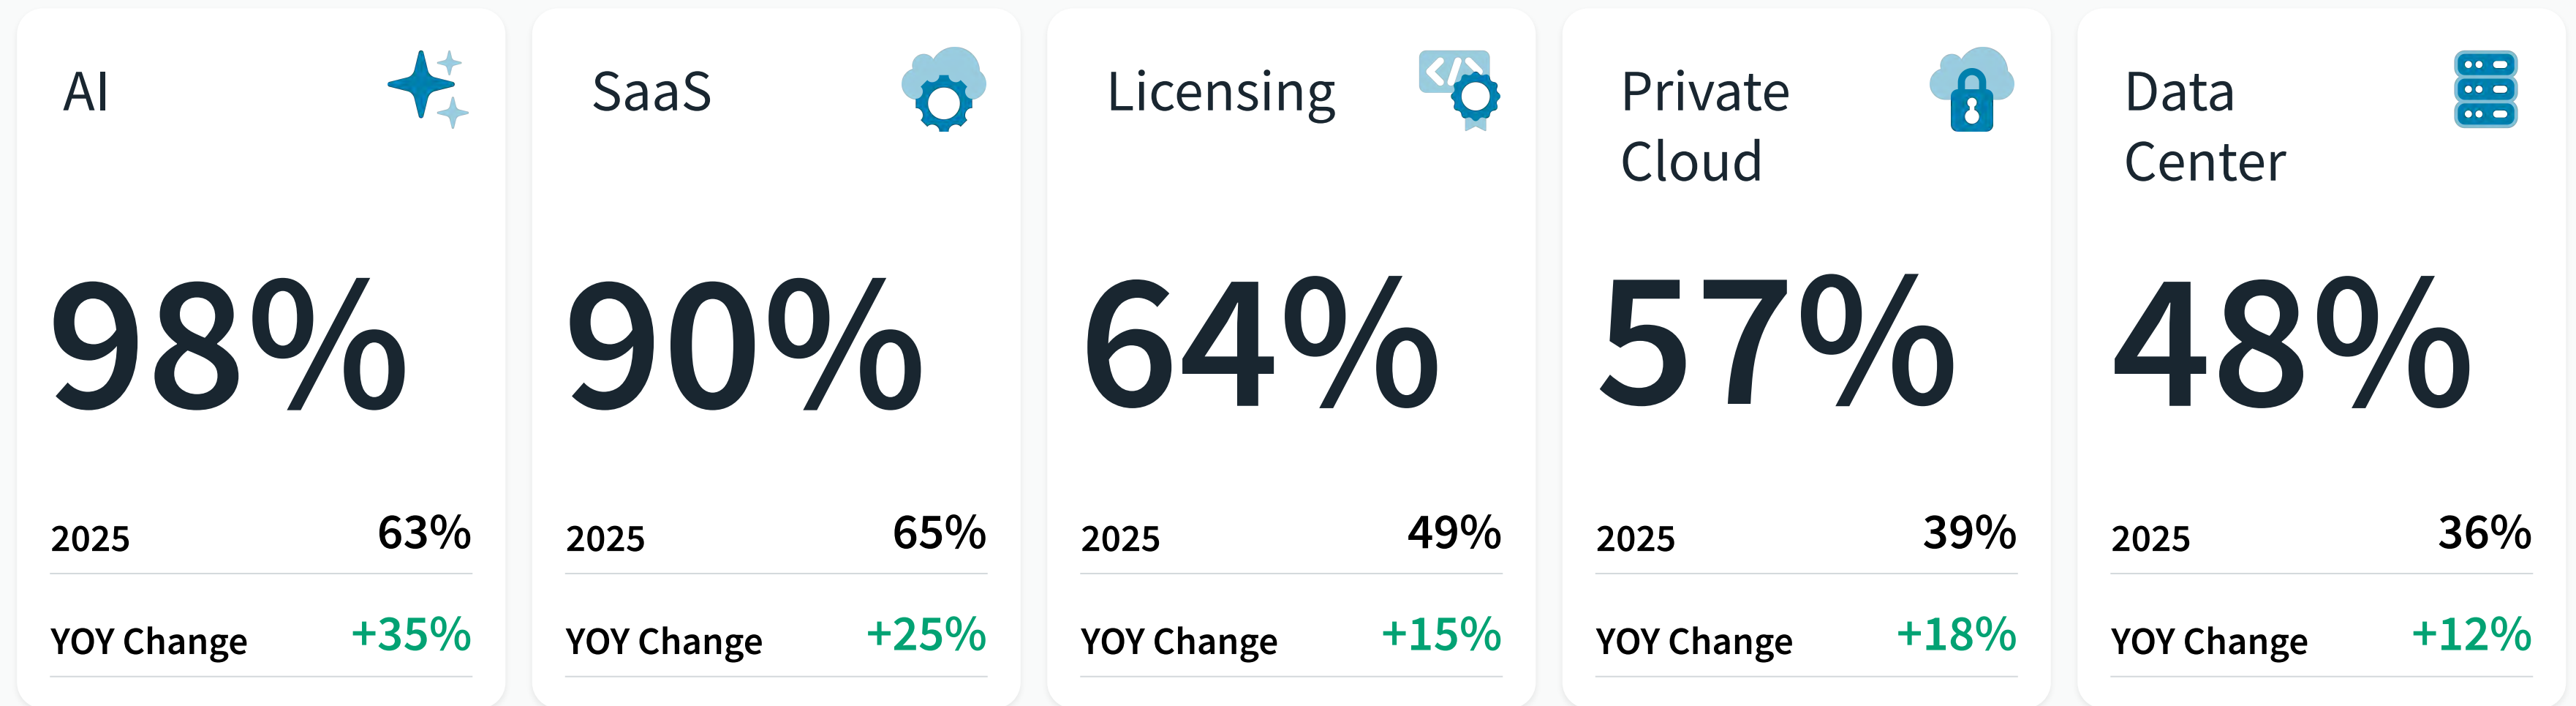 AI
98%
2025 63%
YOY Change +35%
SaaS
90%
2025 65%
YOY Change +25%
Licensing
64%
2025 49%
YOY Change +15%
Private
Cloud
57%
2025 39%
YOY Change +18%
Data
Center
48%
2025 36%
YOY Change +12%